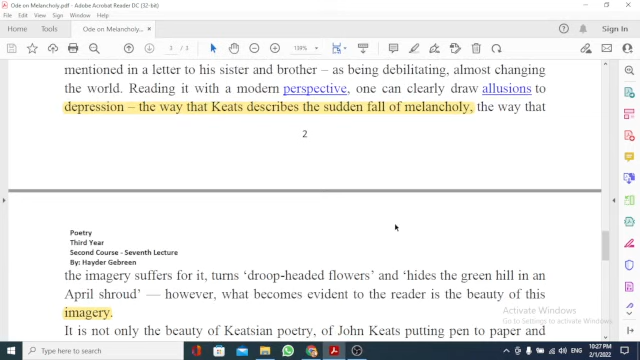 Ode on Melancholy.pdf - Adobe Acrobat Reader DC (32-bit)
File Edit View Sign Window Help
Home Tools Ode on Melancholy... × Sign In
3 / 3 138%
mentioned in a letter to his sister and brother – as being debilitating, almost changing
the world. Reading it with a modern perspective, one can clearly draw allusions to
depression – the way that Keats describes the sudden fall of melancholy, the way that
2
Poetry
Third Year
Second Course - Seventh Lecture
By: Hayder Gebreen
the imagery suffers for it, turns ‘droop-headed flowers’ and ‘hides the green hill in an
April shroud’ — however, what becomes evident to the reader is the beauty of this
imagery.
It is not only the beauty of Keatsian poetry, of John Keats putting pen to paper and
Activate Windows
Go to Settings to activate Windows.
Type here to search
ENG
10:27 PM
2/1/2022